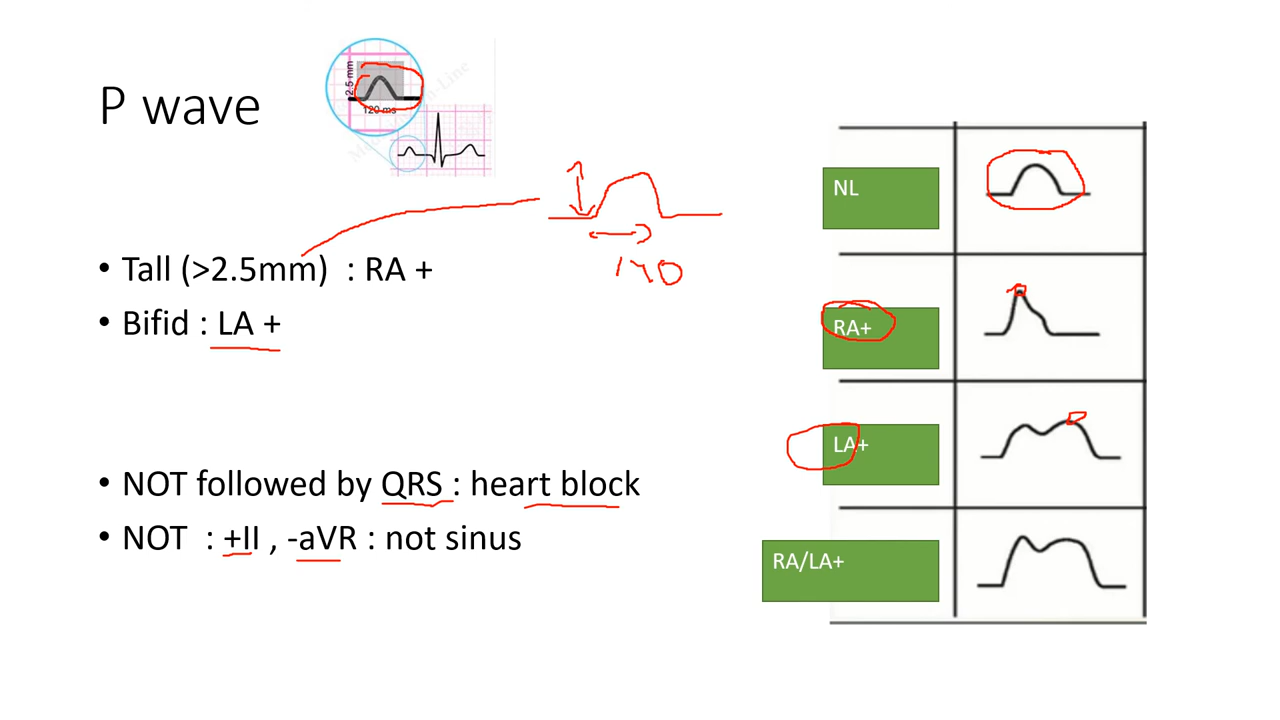 P wave
2.5 mm
120 ms
• Tall (>2.5mm) : RA +
• Bifid : LA +
• NOT followed by QRS : heart block
• NOT : +II , -aVR : not sinus
NL
RA+
LA+
RA/LA+